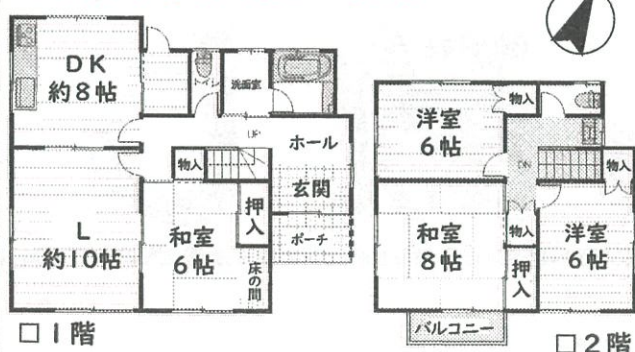 DK
約8帖
トイレ
洗面室
UP
ホール
玄関
ポーチ
物入
押入
床の間
和室
6帖
L
約10帖
□1階
洋室
6帖
物入
DN
物入
和室
8帖
物入
押入
洋室
6帖
バルコニー
□2階